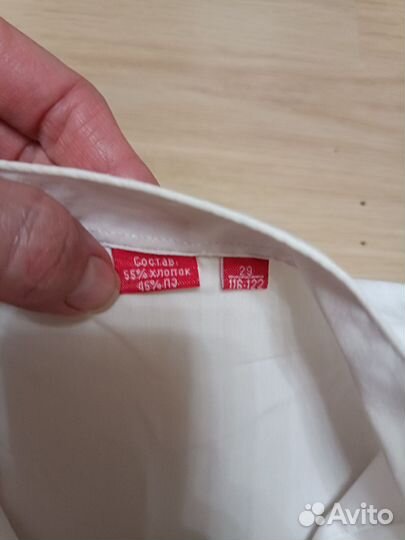 Состав:
55% хлопок
45% ПЭ
29
116-122
Avito